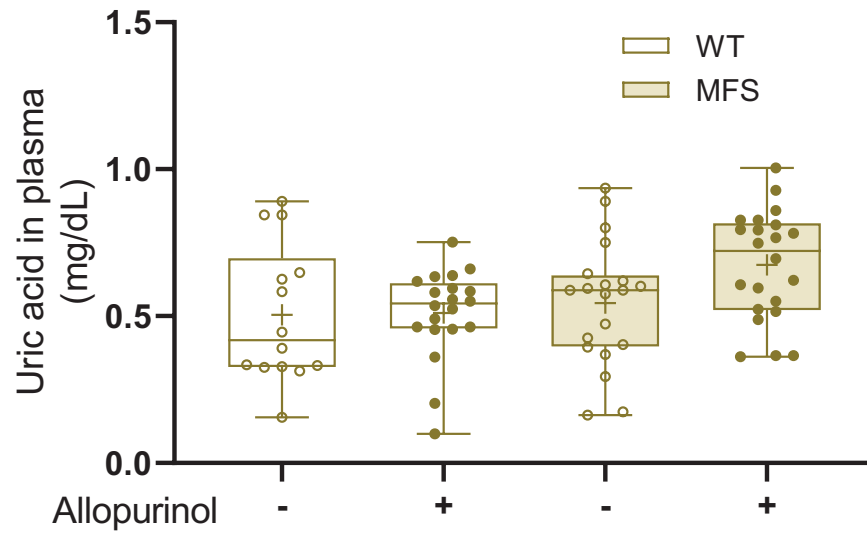 1.5
WT
MFS
1.0
Uric acid in plasma
(mg/dL)
0.5
0.0
Allopurinol - + - +